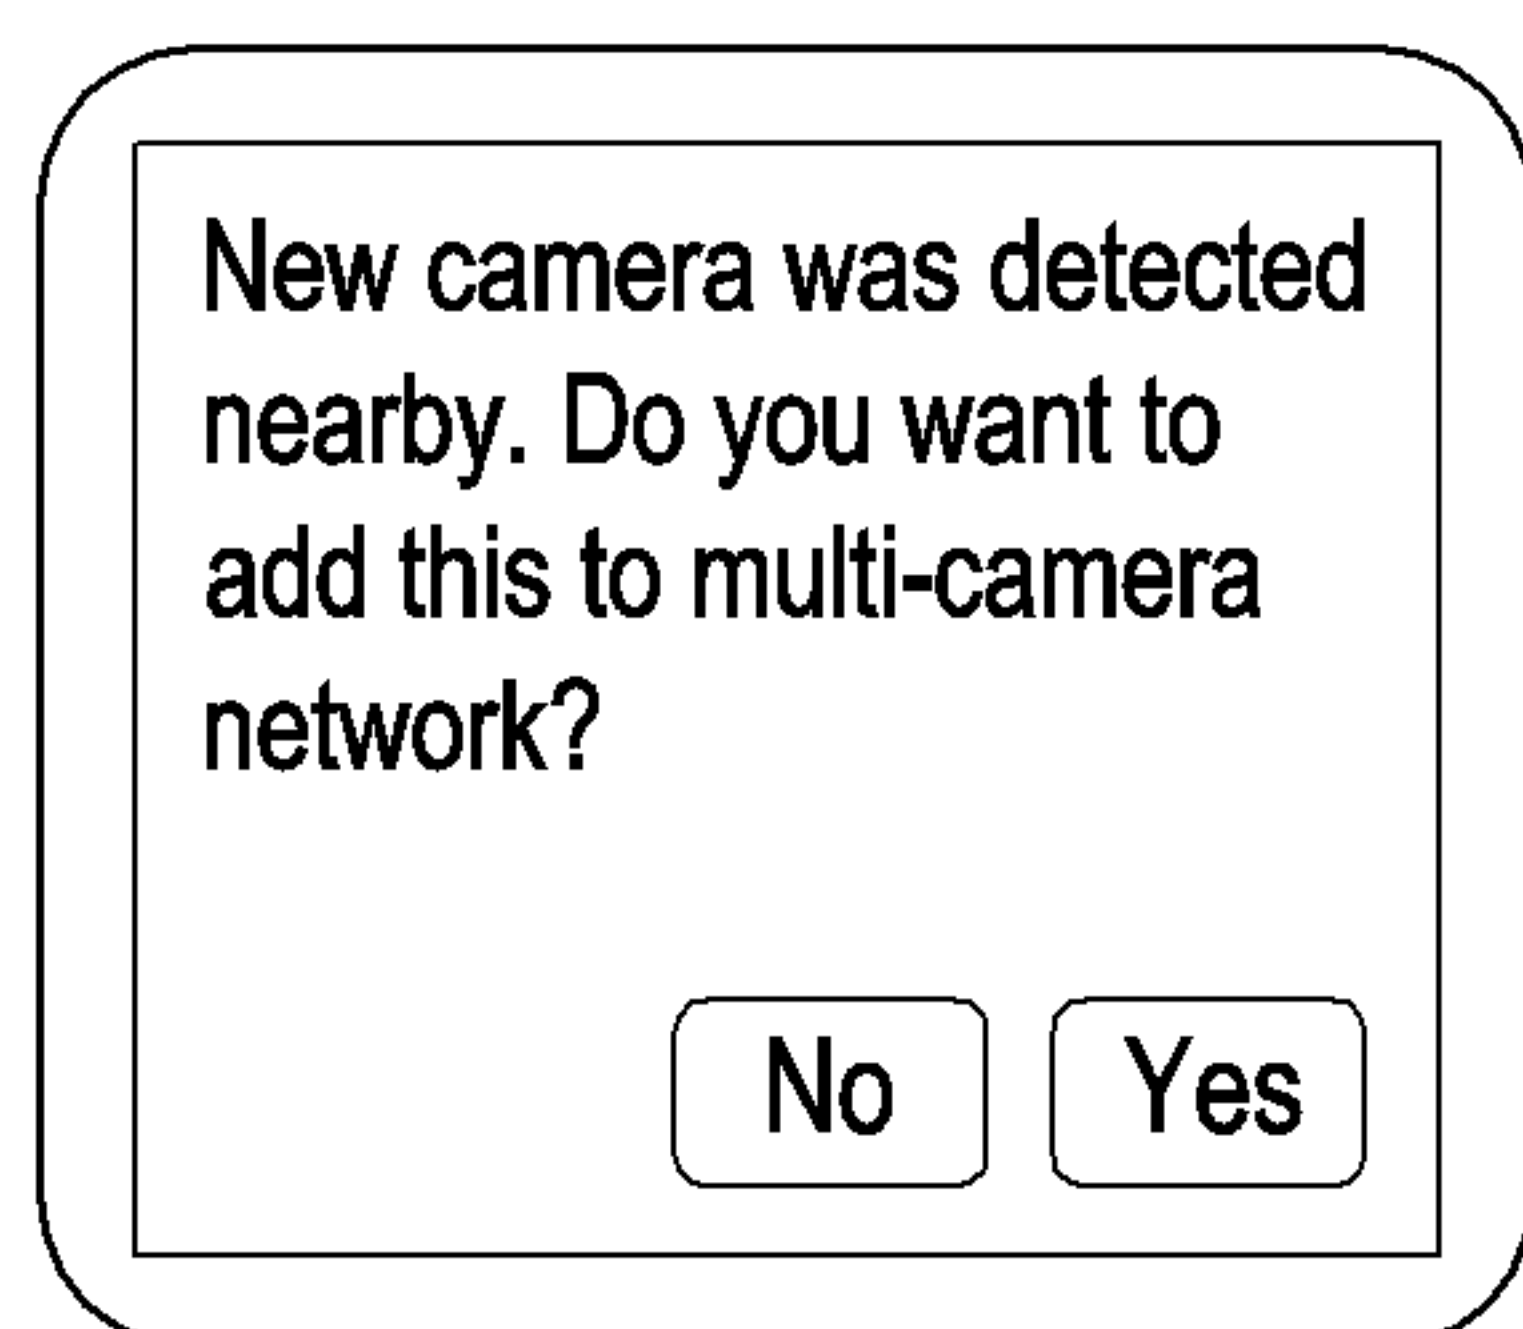 New camera was detected
nearby. Do you want to
add this to multi-camera
network?
No Yes